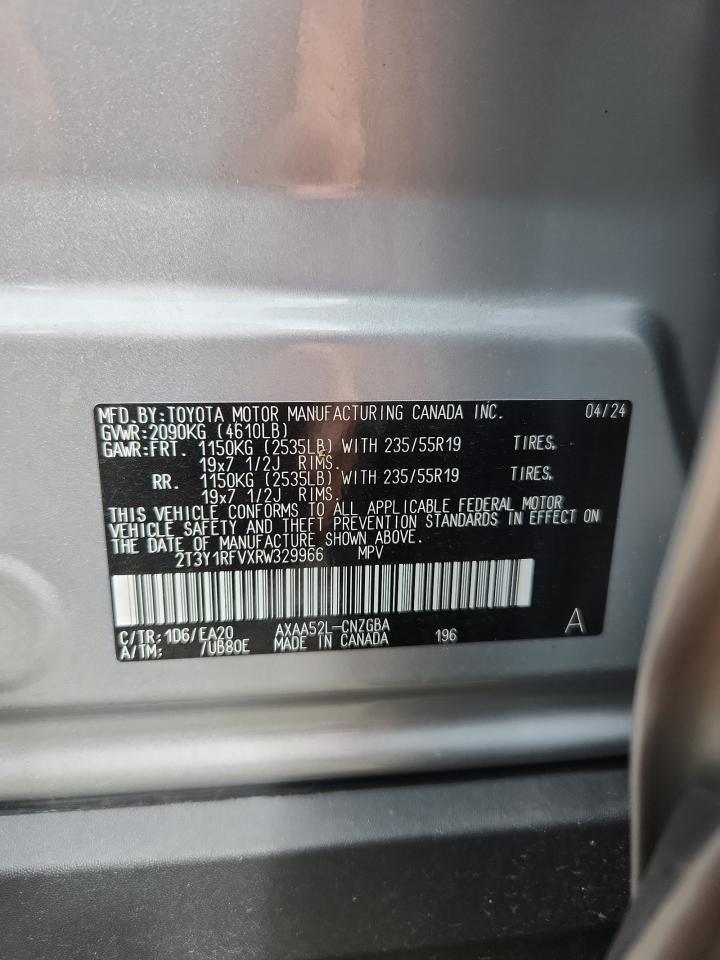 MFD.BY:TOYOTA MOTOR MANUFACTURING CANADA INC. 04/24
GVWR:2090KG (4610LB)
GAWR:FRT. 1150KG (2535LB) WITH 235/55R19 TIRES,
19x7 1/2J RIMS.
RR. 1150KG (2535LB) WITH 235/55R19 TIRES,
19x7 1/2J RIMS.
THIS VEHICLE CONFORMS TO ALL APPLICABLE FEDERAL MOTOR
VEHICLE SAFETY AND THEFT PREVENTION STANDARDS IN EFFECT ON
THE DATE OF MANUFACTURE SHOWN ABOVE.
2T3Y1RFVXRW329966 MPV
C/TR:1D6/EA20 AXAA52L-CNZGBA A
A/TM: /UB80E MADE IN CANADA 196